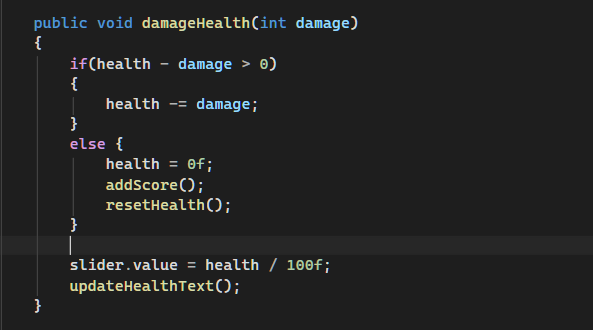 public void damageHealth(int damage)
{
if(health - damage > 0)
{
health -= damage;
}
else {
health = 0f;
addScore();
resetHealth();
}
slider.value = health / 100f;
updateHealthText();
}